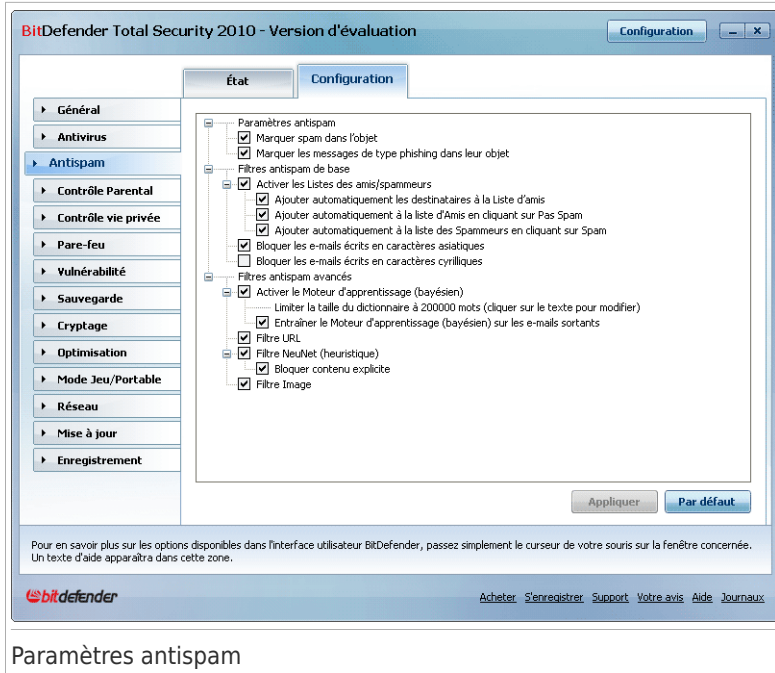 BitDefender Total Security 2010 - Version d'évaluation
Configuration
État
Configuration
Général
Antivirus
Antispam
Contrôle Parental
Contrôle vie privée
Pare-feu
Vulnérabilité
Sauvegarde
Cryptage
Optimisation
Mode Jeu/Portable
Réseau
Mise à jour
Enregistrement
Paramètres antispam
Marquer spam dans l'objet
Marquer les messages de type phishing dans leur objet
Filtres antispam de base
Activer les Listes des amis/spammeurs
Ajouter automatiquement les destinataires à la Liste d'amis
Ajouter automatiquement à la liste d'Amis en cliquant sur Pas Spam
Ajouter automatiquement à la liste des Spammeurs en cliquant sur Spam
Bloquer les e-mails écrits en caractères asiatiques
Bloquer les e-mails écrits en caractères cyrilliques
Filtres antispam avancés
Activer le Moteur d'apprentissage (bayésien)
Limiter la taille du dictionnaire à 200000 mots (cliquer sur le texte pour modifier)
Entraîner le Moteur d'apprentissage (bayésien) sur les e-mails sortants
Filtre URL
Filtre NeuNet (heuristique)
Bloquer contenu explicite
Filtre Image
Appliquer
Par défaut
Pour en savoir plus sur les options disponibles dans l'interface utilisateur BitDefender, passez simplement le curseur de votre souris sur la fenêtre concernée.
Un texte d'aide apparaîtra dans cette zone.
bitdefender
Acheter S'enregistrer Support Votre avis Aide Journaux
Paramètres antispam